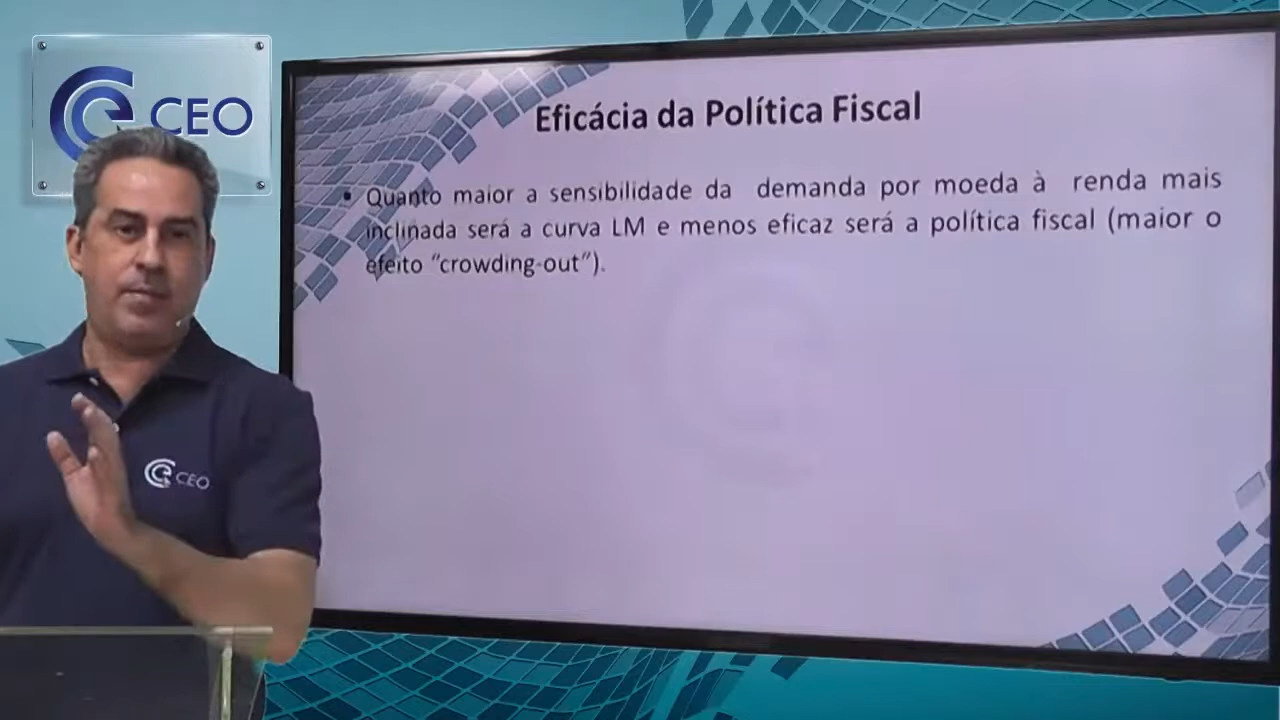 CEO
Eficácia da Política Fiscal
• Quanto maior a sensibilidade da demanda por moeda à renda mais
inclinada será a curva LM e menos eficaz será a política fiscal (maior o
efeito “crowding-out”).
CEO